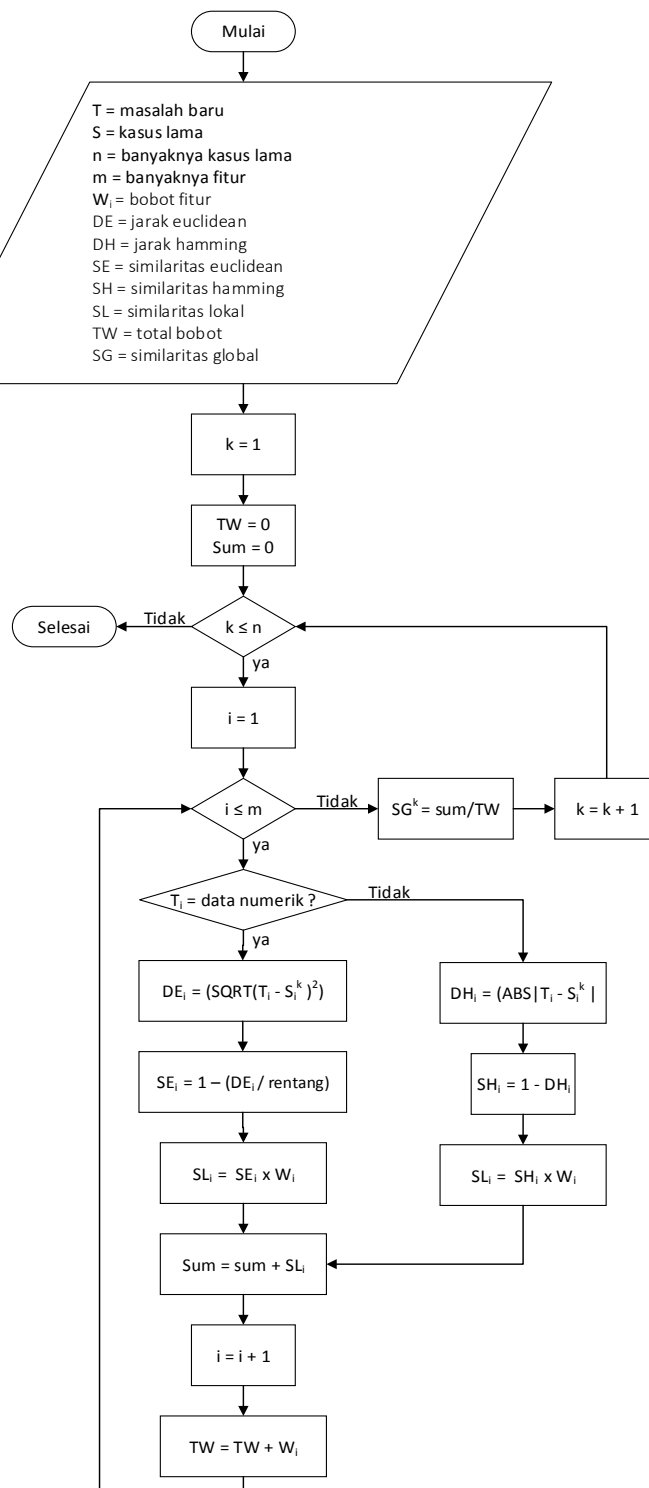 Mulai
T = masalah baru
S = kasus lama
n = banyaknya kasus lama
m = banyaknya fitur
Wᵢ = bobot fitur
DE = jarak euclidean
DH = jarak hamming
SE = similaritas euclidean
SH = similaritas hamming
SL = similaritas lokal
TW = total bobot
SG = similaritas global
k = 1
TW = 0
Sum = 0
k ≤ n
Tidak
Selesai
ya
i = 1
i ≤ m
Tidak
SGᵏ = sum/TW
k = k + 1
ya
Tᵢ = data numerik ?
Tidak
ya
DEᵢ = (SQRT(Tᵢ - Sᵢᵏ )²)
DHᵢ = (ABS|Tᵢ - Sᵢᵏ |
SEᵢ = 1 – (DEᵢ / rentang)
SHᵢ = 1 - DHᵢ
SLᵢ = SEᵢ x Wᵢ
SLᵢ = SHᵢ x Wᵢ
Sum = sum + SLᵢ
i = i + 1
TW = TW + Wᵢ